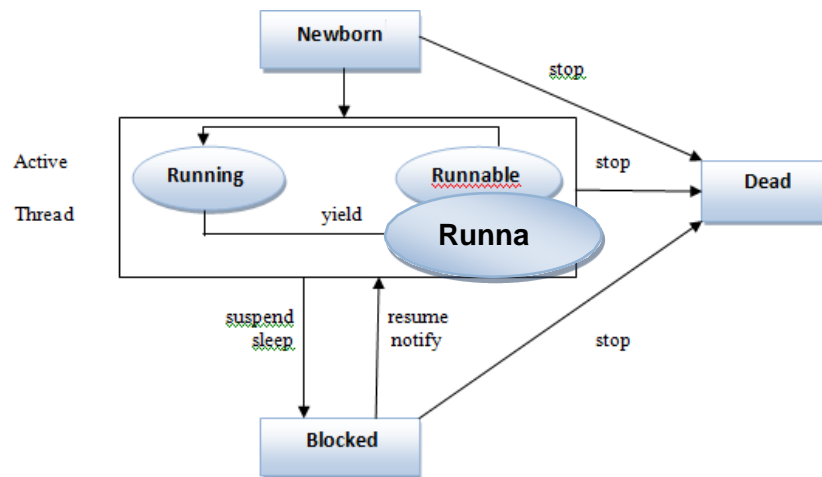 Newborn
stop
Active
Running
Runnable
stop
Dead
Thread
yield
Runna
suspend
resume
sleep
notify
stop
Blocked